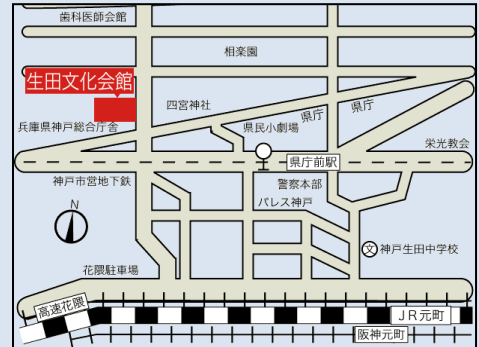 歯科医師会館
相楽園
生田文化会館
四宮神社
県庁
県庁
兵庫県神戸総合庁舎
県民小劇場
栄光教会
県庁前駅
神戸市営地下鉄
警察本部
パレス神戸
N
文
神戸生田中学校
花隈駐車場
高速花隈
JR元町
阪神元町